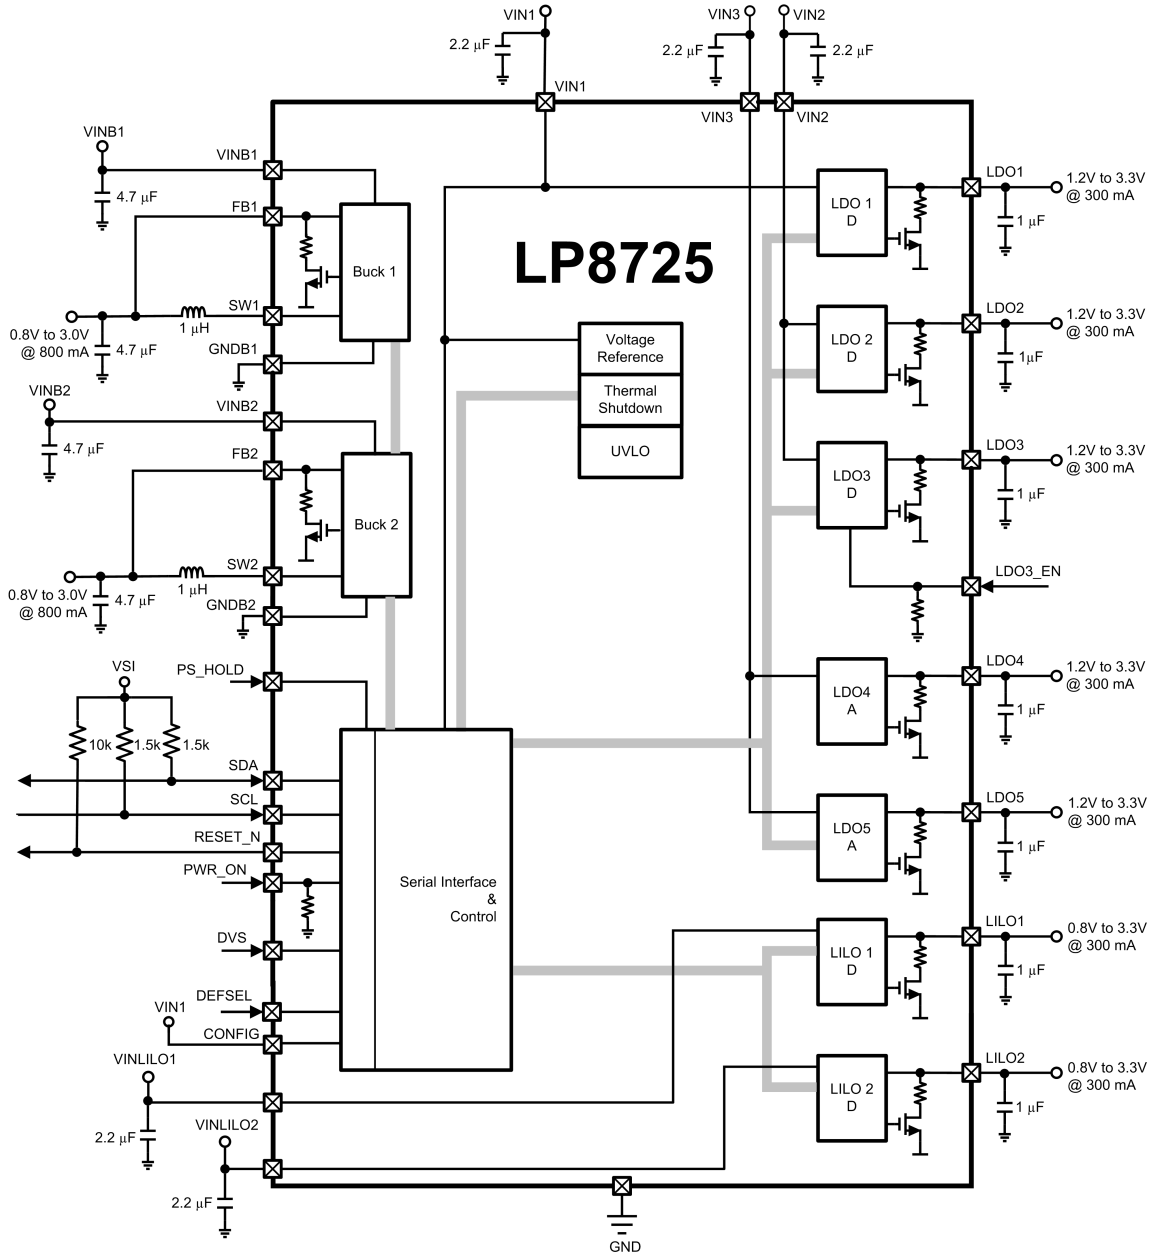 VIN1
VIN3
VIN2
2.2 μF
2.2 μF
2.2 μF
VIN1
VIN3
VIN2
VINB1
VINB1
4.7 μF
FB1
Buck 1
SW1
1 μH
0.8V to 3.0V
@ 800 mA
4.7 μF
GNDB1
VINB2
VINB2
4.7 μF
FB2
Buck 2
SW2
1 μH
0.8V to 3.0V
@ 800 mA
4.7 μF
GNDB2
LP8725
Voltage
Reference
Thermal
Shutdown
UVLO
LDO 1
D
LDO1
1.2V to 3.3V
@ 300 mA
1 μF
LDO 2
D
LDO2
1.2V to 3.3V
@ 300 mA
1μF
LDO3
D
LDO3
1.2V to 3.3V
@ 300 mA
1 μF
LDO3_EN
LDO4
A
LDO4
1.2V to 3.3V
@ 300 mA
1 μF
LDO5
A
LDO5
1.2V to 3.3V
@ 300 mA
1 μF
LILO 1
D
LILO1
0.8V to 3.3V
@ 300 mA
1 μF
LILO 2
D
LILO2
0.8V to 3.3V
@ 300 mA
1 μF
PS_HOLD
VSI
10k
1.5k
1.5k
SDA
SCL
RESET_N
PWR_ON
Serial Interface
&
Control
DVS
DEFSEL
VIN1
CONFIG
VINLILO1
2.2 μF
VINLILO2
2.2 μF
GND